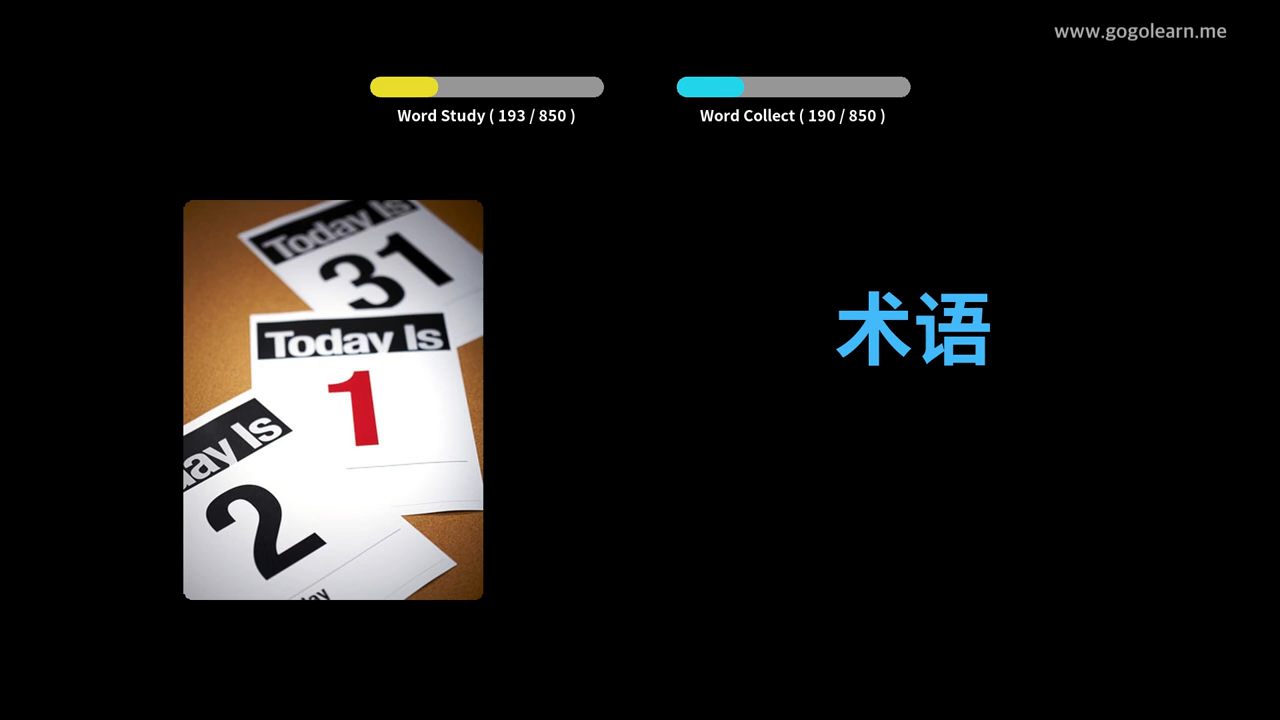 www.gogolearn.me
Word Study ( 193 / 850 )
Word Collect ( 190 / 850 )
Today Is
31
Today Is
1
ay Is
2
术语